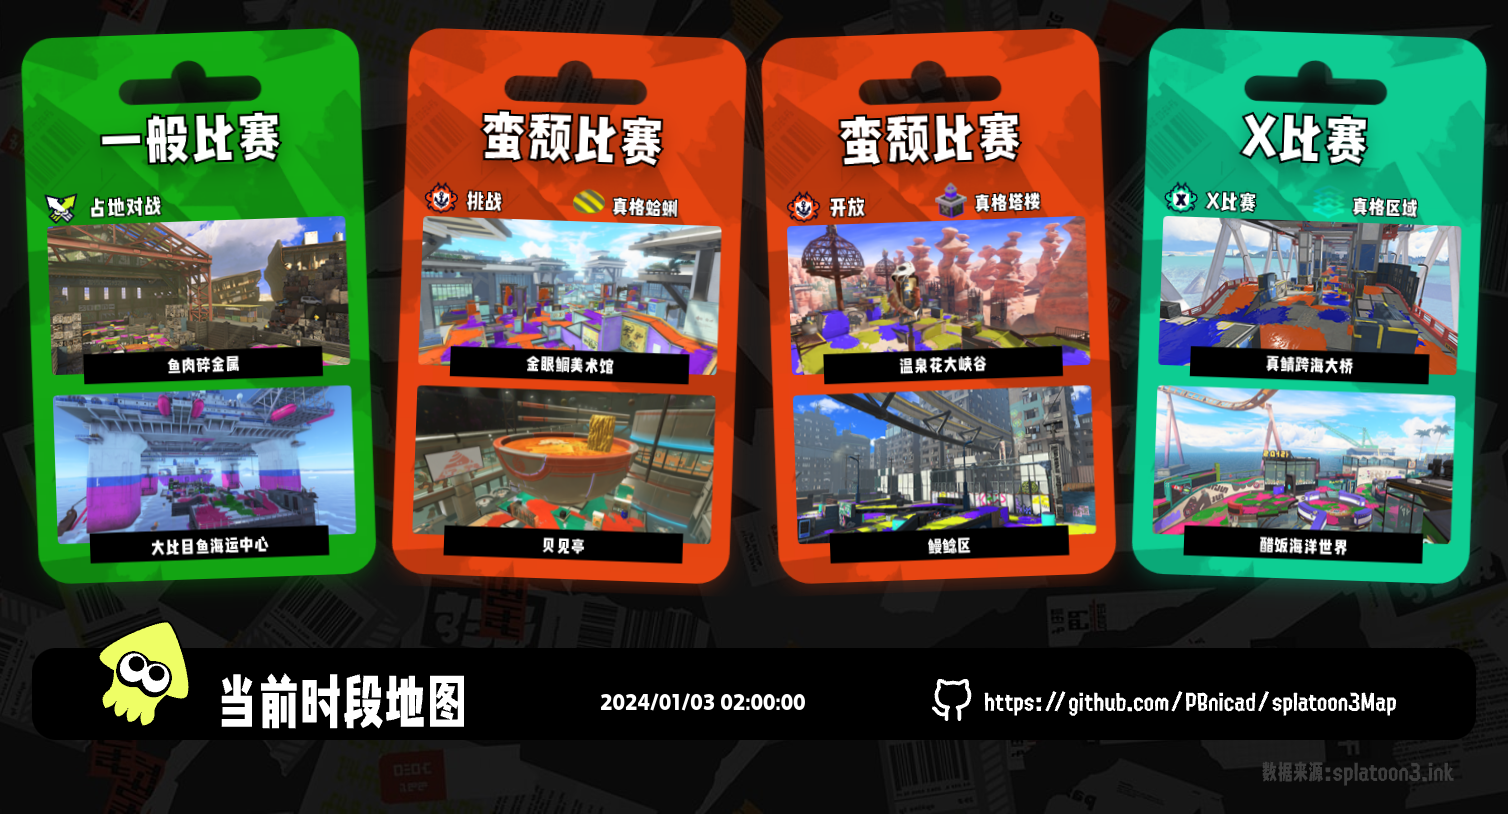 一般比赛
占地对战
鱼肉碎金属
大比目鱼海运中心
蛮颓比赛
挑战
真格蛤蜊
金眼鲷美术馆
贝见亭
蛮颓比赛
开放
真格塔楼
温泉花大峡谷
鳗鲶区
X比赛
X比赛
真格区域
真鲭跨海大桥
醋饭海洋世界
当前时段地图
2024/01/03 02:00:00
https://github.com/PBnicad/splatoon3Map
数据来源:splatoon3.ink